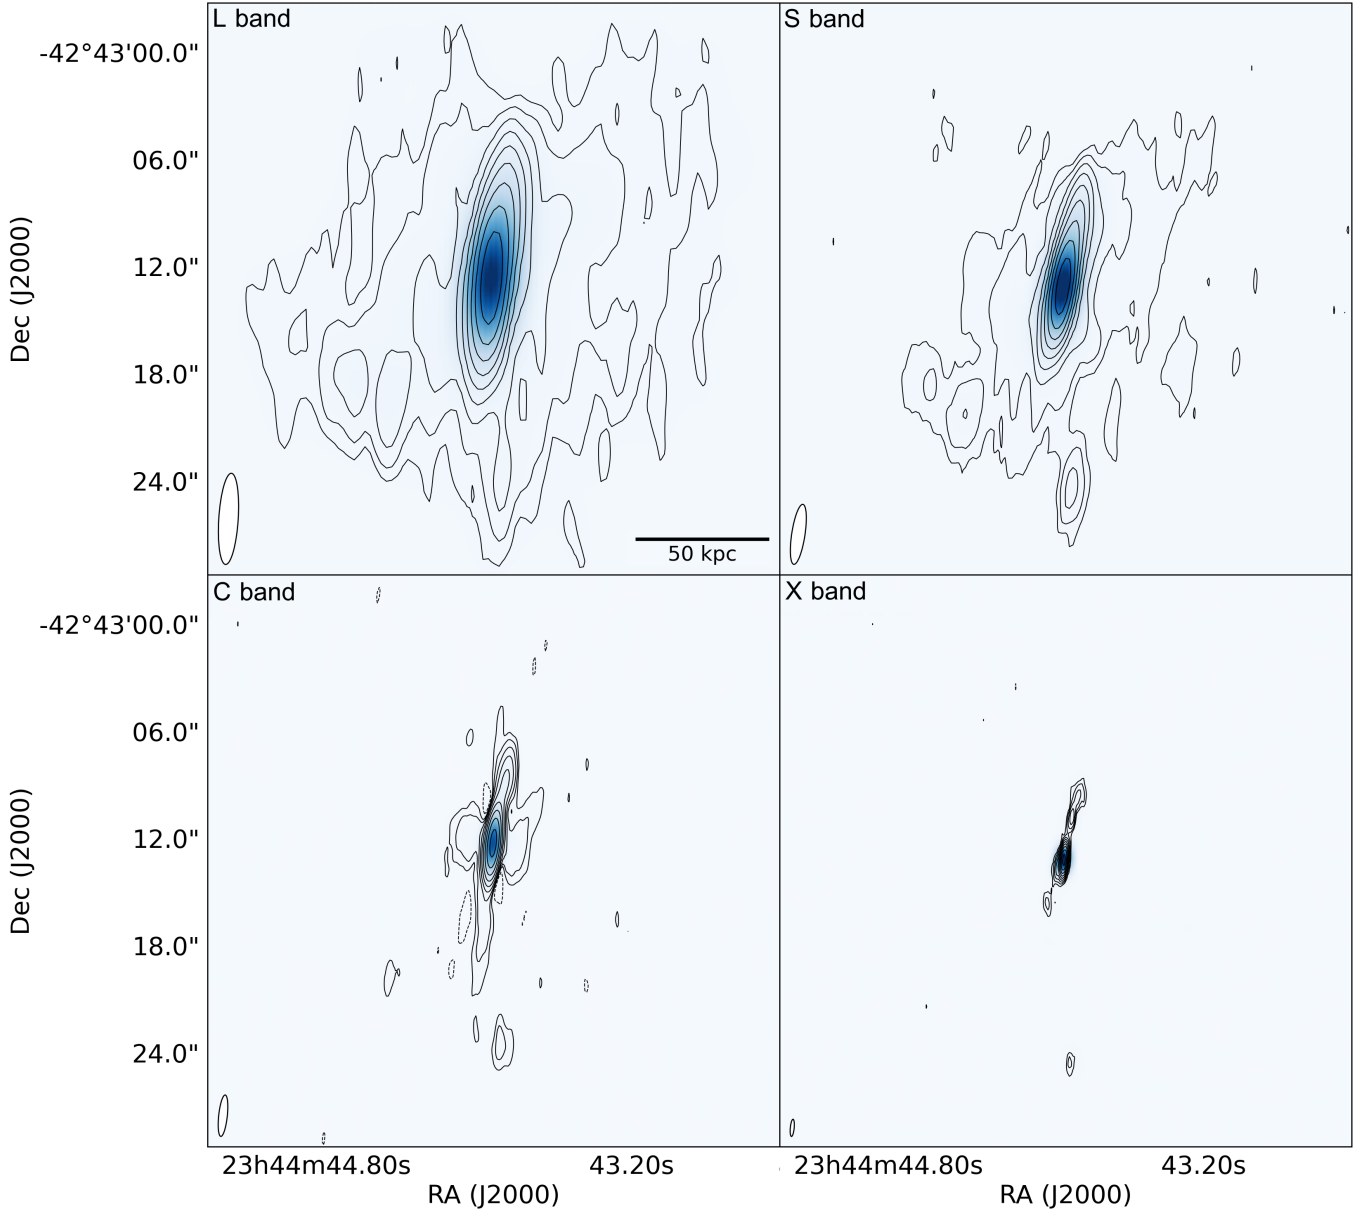 L band
S band
-42°43'00.0"
06.0"
12.0"
18.0"
24.0"
Dec (J2000)
50 kpc
C band
X band
-42°43'00.0"
06.0"
12.0"
18.0"
24.0"
Dec (J2000)
23h44m44.80s
43.20s
23h44m44.80s
43.20s
RA (J2000)
RA (J2000)